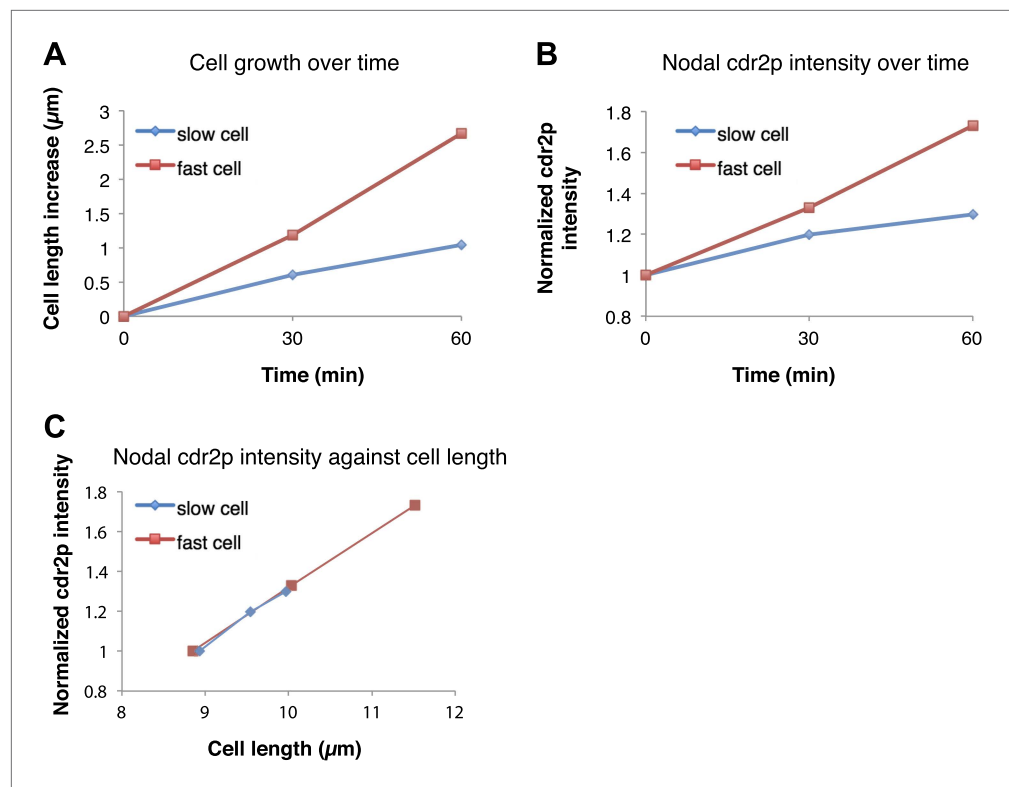 A
Cell growth over time
Cell length increase (µm)
3
2.5
2
1.5
1
0.5
0
slow cell
fast cell
0 30 60
Time (min)
B
Nodal cdr2p intensity over time
Normalized cdr2p
intensity
1.8
1.6
1.4
1.2
1
0.8
slow cell
fast cell
0 30 60
Time (min)
C
Nodal cdr2p intensity against cell length
Normalized cdr2p intensity
1.8
1.6
1.4
1.2
1
0.8
slow cell
fast cell
8 9 10 11 12
Cell length (µm)